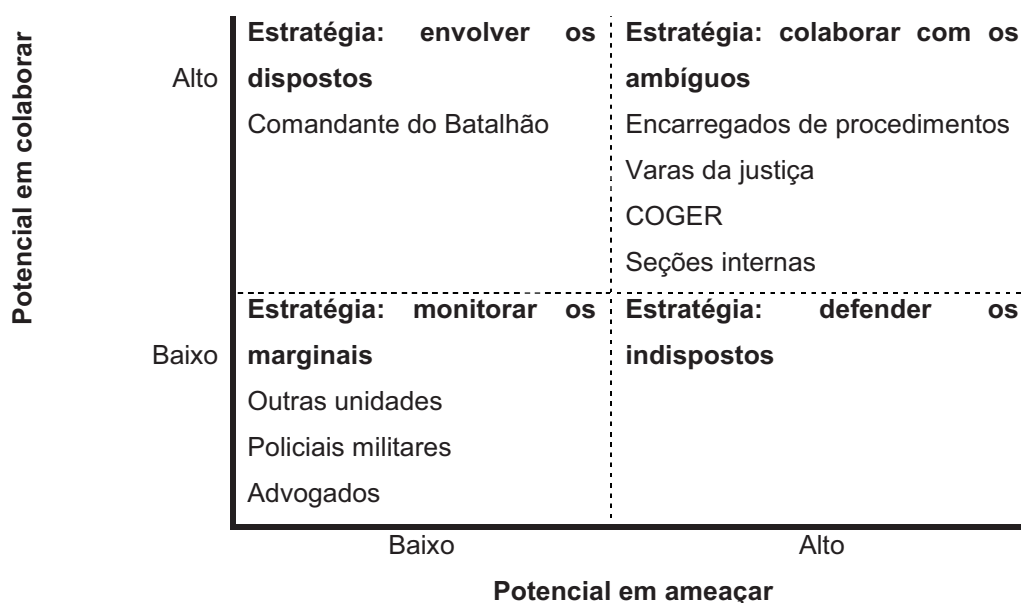 Potencial em colaborar
Alto
Estratégia: envolver os
dispostos
Comandante do Batalhão
Estratégia: colaborar com os
ambíguos
Encarregados de procedimentos
Varas da justiça
COGER
Seções internas
Baixo
Estratégia: monitorar os
marginais
Outras unidades
Policiais militares
Advogados
Estratégia: defender os
indispostos
Baixo
Alto
Potencial em ameaçar